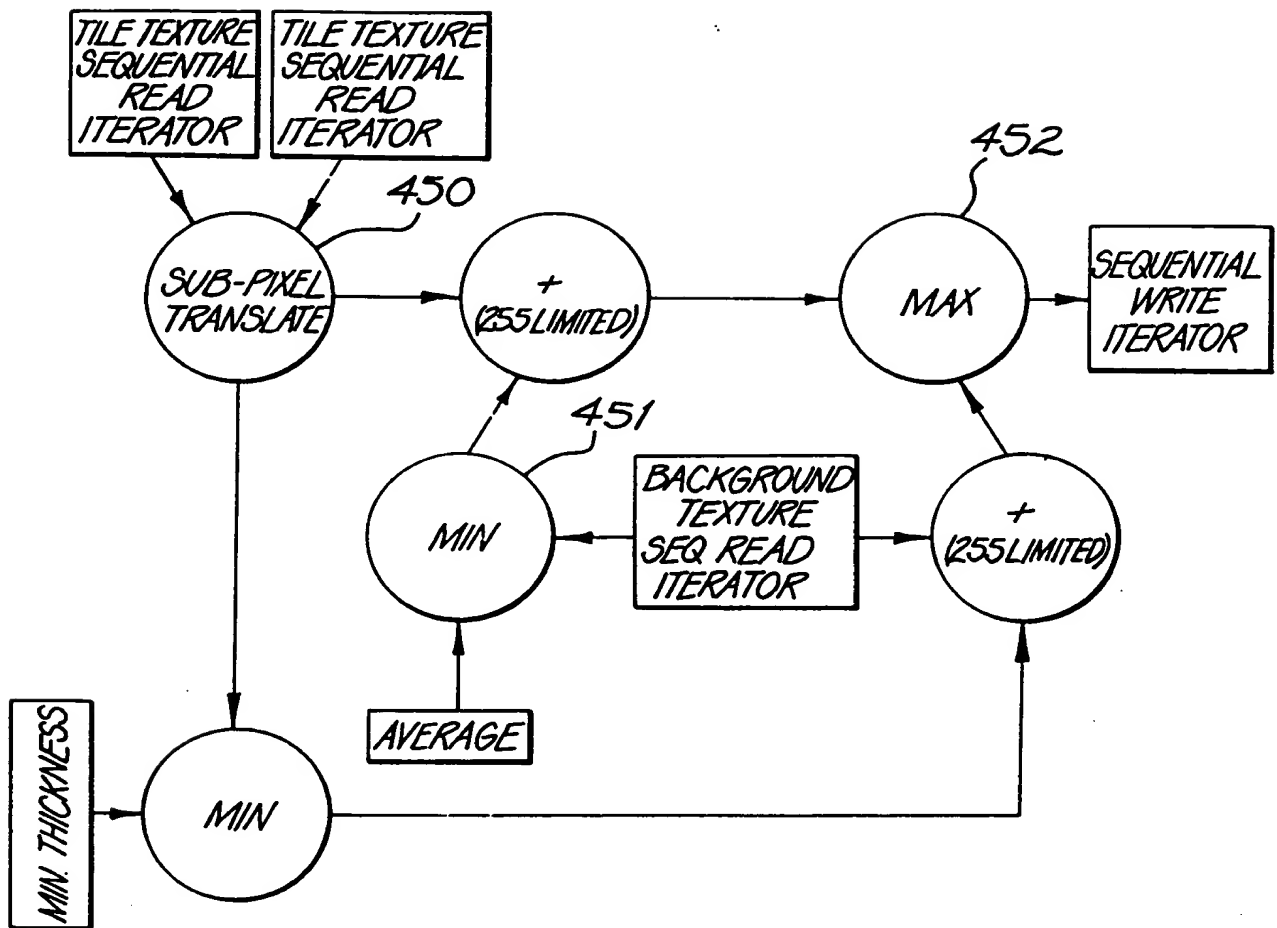 TILE TEXTURE
SEQUENTIAL
READ
ITERATOR
TILE TEXTURE
SEQUENTIAL
READ
ITERATOR
450
452
SUB-PIXEL
TRANSLATE
+
(255 LIMITED)
MAX
SEQUENTIAL
WRITE
ITERATOR
451
MIN
BACKGROUND
TEXTURE
SEQ READ
ITERATOR
+
(255 LIMITED)
AVERAGE
MIN. THICKNESS
MIN